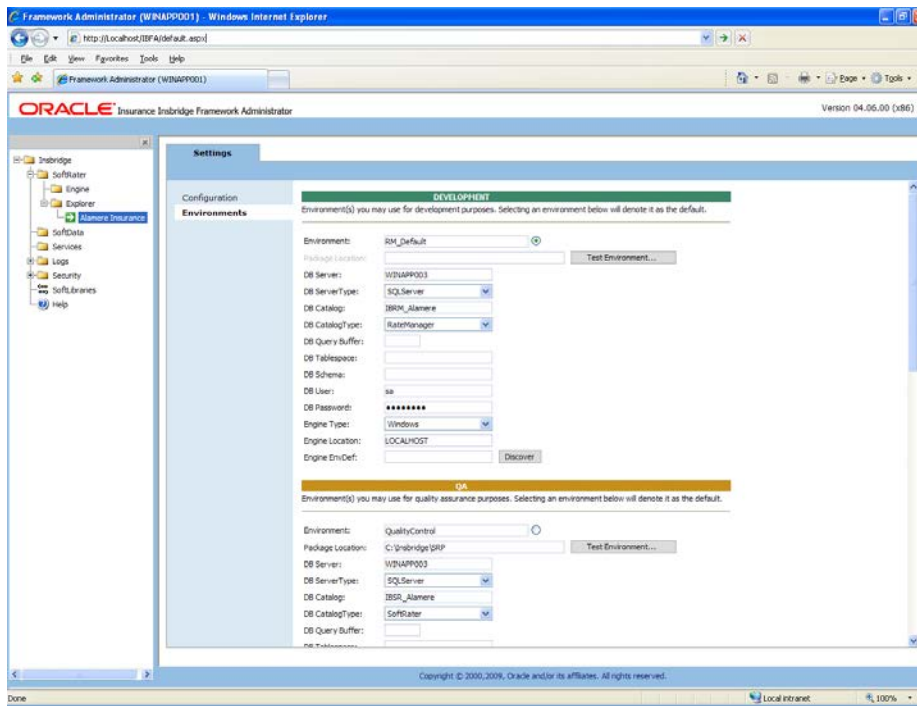 Framework Administrator (WINAPP001) - Windows Internet Explorer
http://Localhost/IBFA/default.aspx
File Edit View Favorites Tools Help
Framework Administrator (WINAPP001)
Page Tools
ORACLE Insurance Insbridge Framework Administrator
Version 04.06.00 (x86)
Insbridge
SoftRater
Engine
Explorer
Alamere Insurance
SoftData
Services
Logs
Security
SoftLibraries
Help
Settings
Configuration
Environments
DEVELOPMENT
Environment(s) you may use for development purposes. Selecting an environment below will denote it as the default.
Environment: RM_Default
Package Location: Test Environment...
DB Server: WINAPP003
DB ServerType: SQLServer
DB Catalog: IBRM_Alamere
DB CatalogType: RateManager
DB Query Buffer:
DB Tablespace:
DB Schema:
DB User: sa
DB Password: ••••••••
Engine Type: Windows
Engine Location: LOCALHOST
Engine EnvDef: Discover
QA
Environment(s) you may use for quality assurance purposes. Selecting an environment below will denote it as the default.
Environment: QualityControl
Package Location: C:\Insbridge\SRP Test Environment...
DB Server: WINAPP003
DB ServerType: SQLServer
DB Catalog: IBSR_Alamere
DB CatalogType: SoftRater
DB Query Buffer:
DB Tablespace:
Copyright © 2000,2009, Oracle and/or its affiliates. All rights reserved.
Done
Local intranet
100%